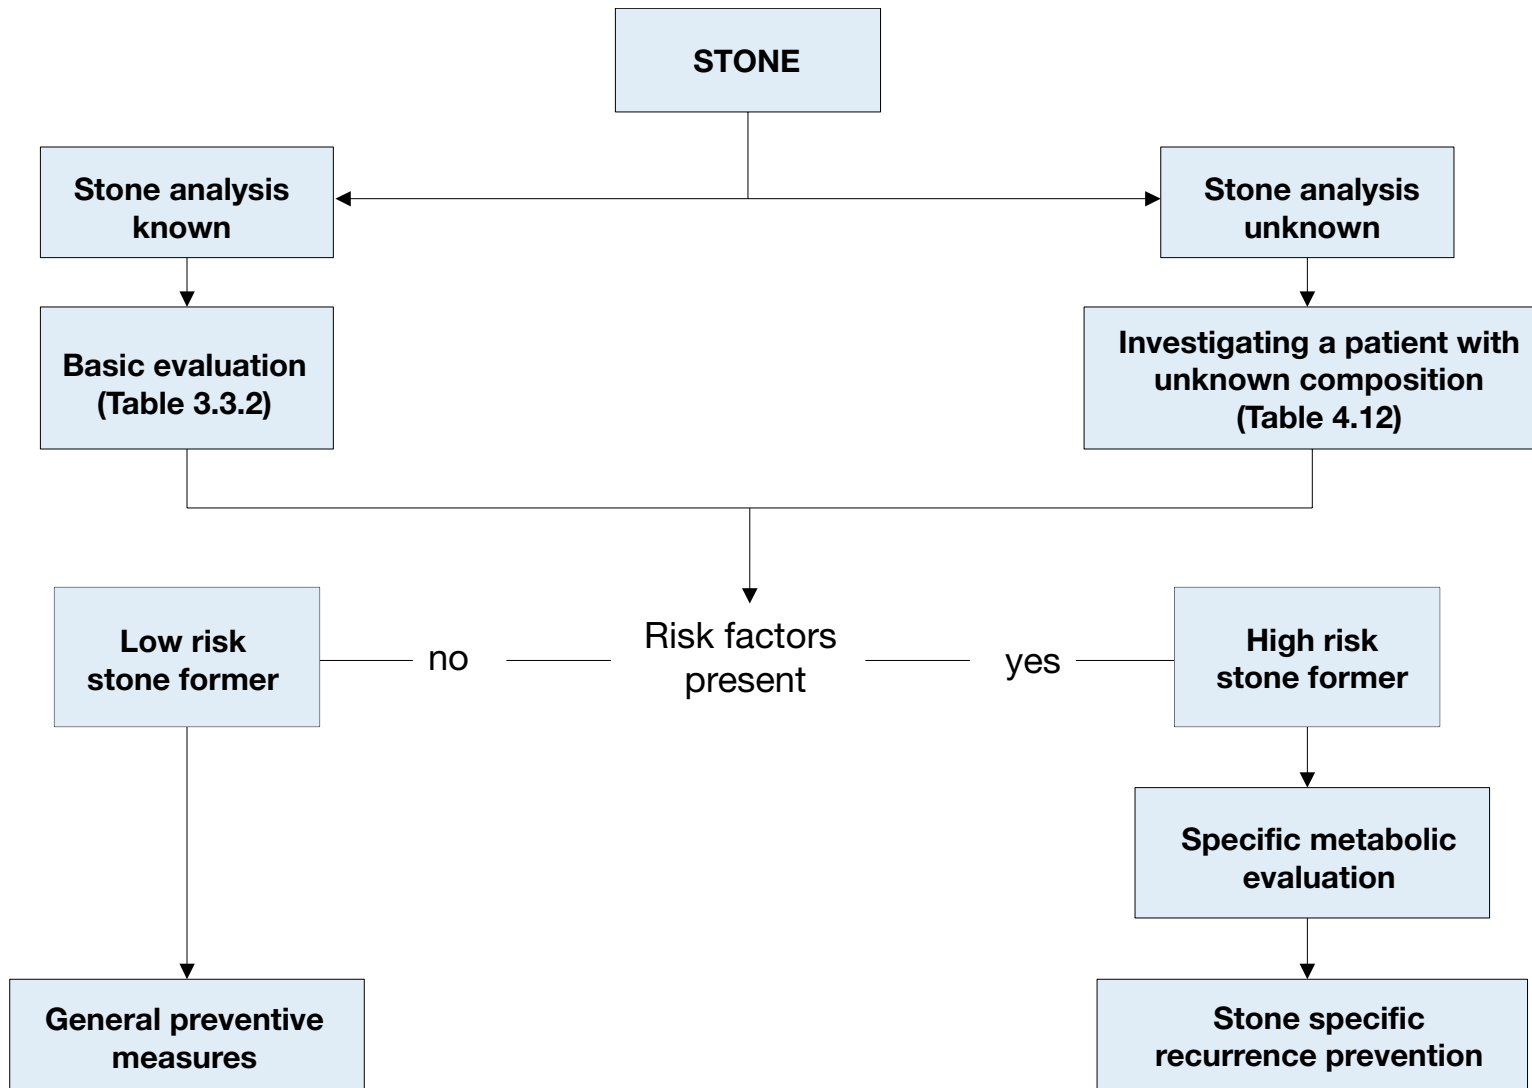 STONE
Stone analysis
known
Stone analysis
unknown
Basic evaluation
(Table 3.3.2)
Investigating a patient with
unknown composition
(Table 4.12)
Low risk
stone former
no
Risk factors
present
yes
High risk
stone former
Specific metabolic
evaluation
General preventive
measures
Stone specific
recurrence prevention